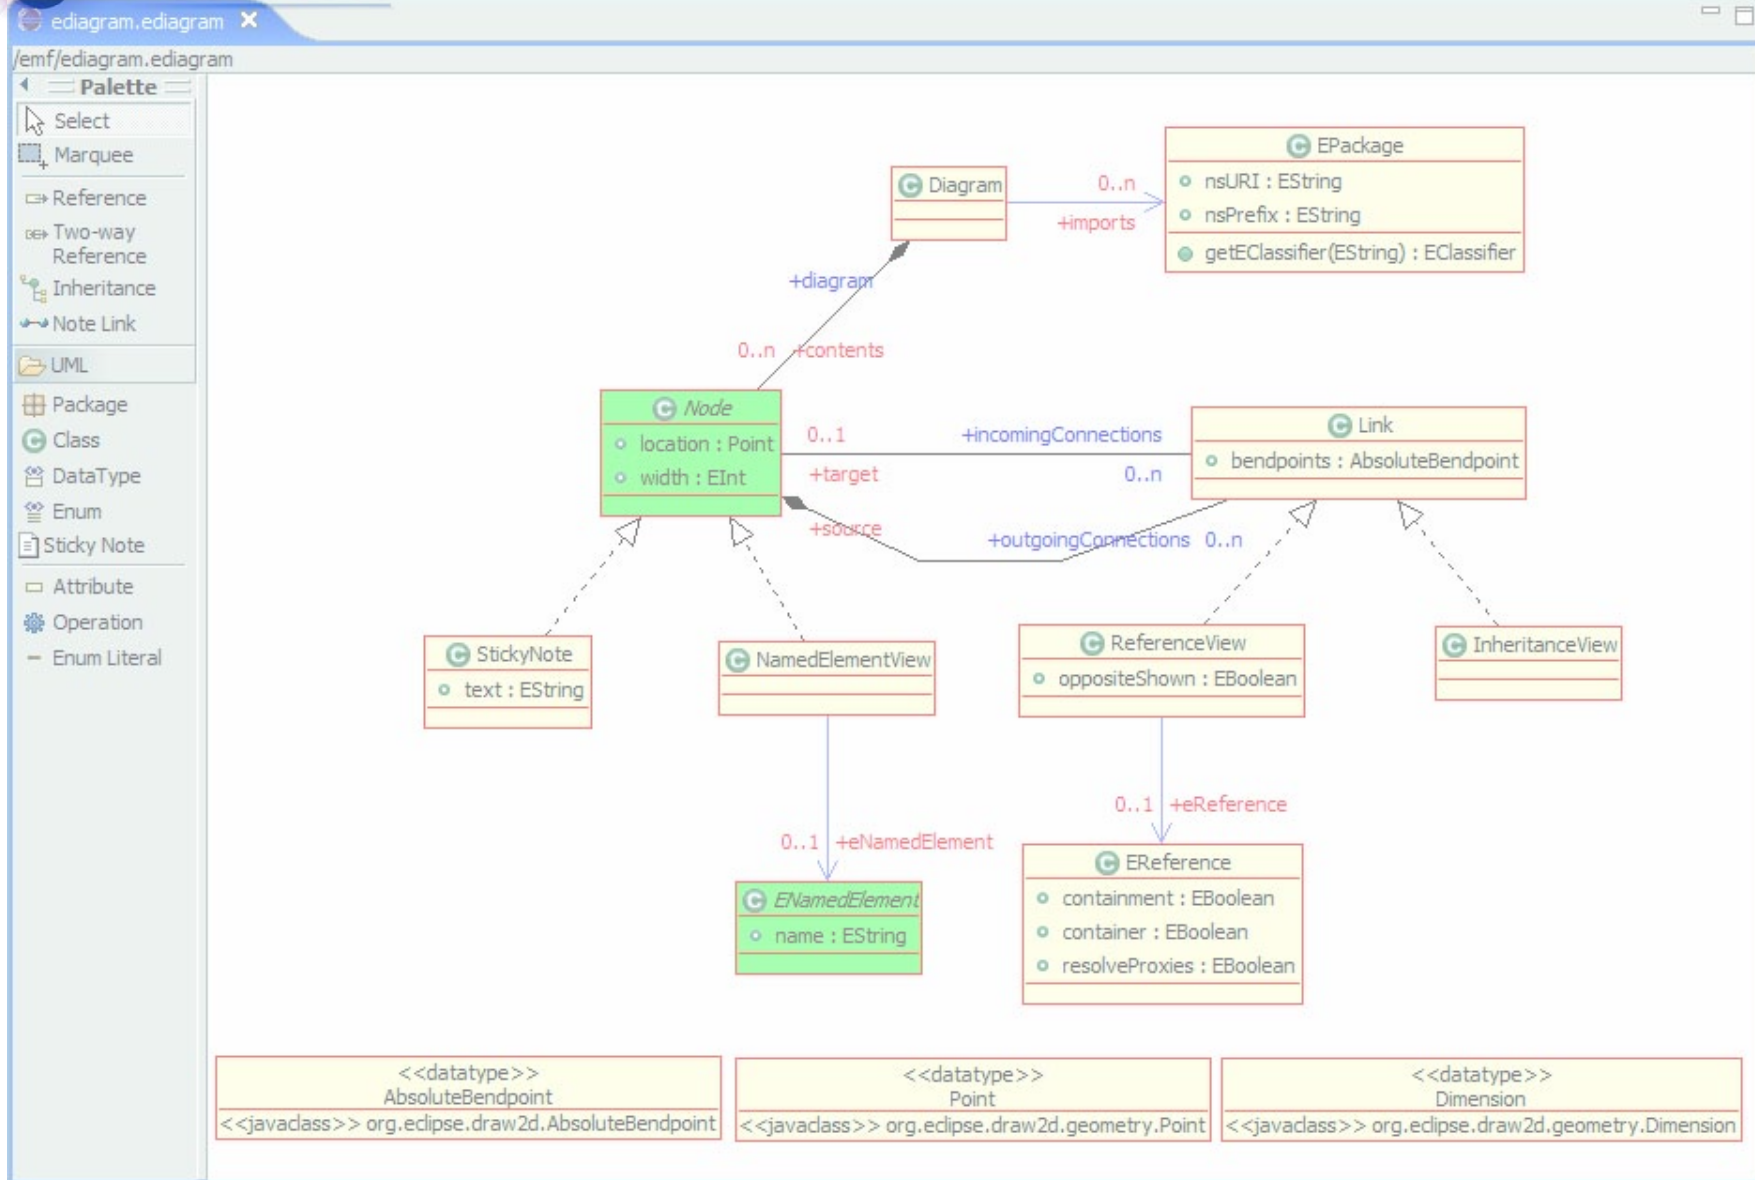 ediagram.ediagram
/emf/ediagram.ediagram
Palette
Select
Marquee
Reference
Two-way
Reference
Inheritance
Note Link
UML
Package
Class
DataType
Enum
Sticky Note
Attribute
Operation
Enum Literal
C Diagram
0..n
+imports
C EPackage
nsURI : EString
nsPrefix : EString
getEClassifier(EString) : EClassifier
+diagram
0..n +contents
C Node
location : Point
width : EInt
0..1
+target
+incomingConnections
0..n
C Link
bendpoints : AbsoluteBendpoint
+source
+outgoingConnections 0..n
C StickyNote
text : EString
C NamedElementView
C ReferenceView
oppositeShown : EBoolean
C InheritanceView
0..1 +eNamedElement
0..1 +eReference
C ENamedElement
name : EString
C EReference
containment : EBoolean
container : EBoolean
resolveProxies : EBoolean
<<datatype>>
AbsoluteBendpoint
<<javaclass>> org.eclipse.draw2d.AbsoluteBendpoint
<<datatype>>
Point
<<javaclass>> org.eclipse.draw2d.geometry.Point
<<datatype>>
Dimension
<<javaclass>> org.eclipse.draw2d.geometry.Dimension